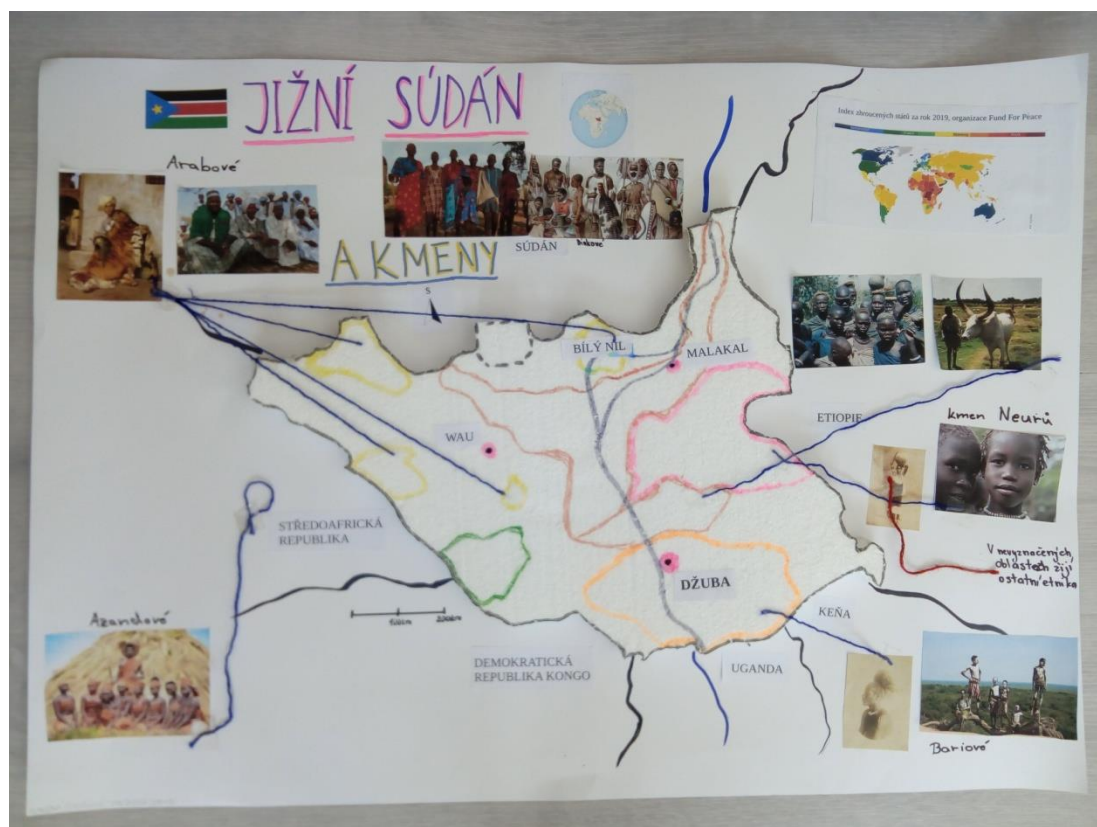 JIŽNÍ SÚDÁN
Index zhroucených států za rok 2019, organizace Fund For Peace
Arabové
A KMENY
SÚDÁN
Dinkové
S
BÍLÝ NIL
MALAKAL
ETIOPIE
kmen Neurů
WAU
STŘEDOAFRICKÁ
REPUBLIKA
V nevyznačených
oblastech žijí
ostatní etnika
DŽUBA
KEŇA
Azandové
DEMOKRATICKÁ
REPUBLIKA KONGO
UGANDA
Bariové